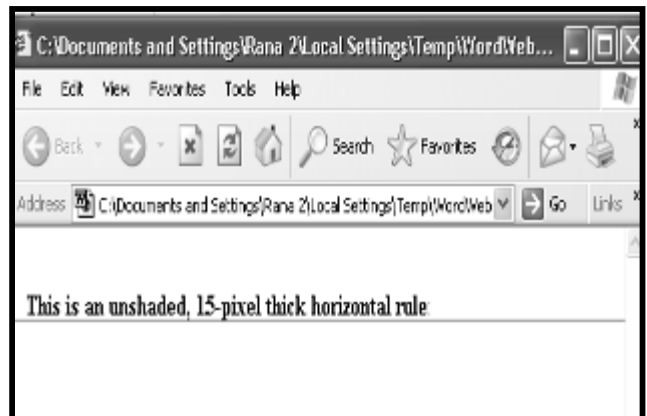 C:\Documents and Settings\Rana 2\Local Settings\Temp\Word\Web...
File Edit View Favorites Tools Help
Back Search Favorites
Address C:\Documents and Settings\Rana 2\Local Settings\Temp\Word\Web Go Links
This is an unshaded, 15-pixel thick horizontal rule